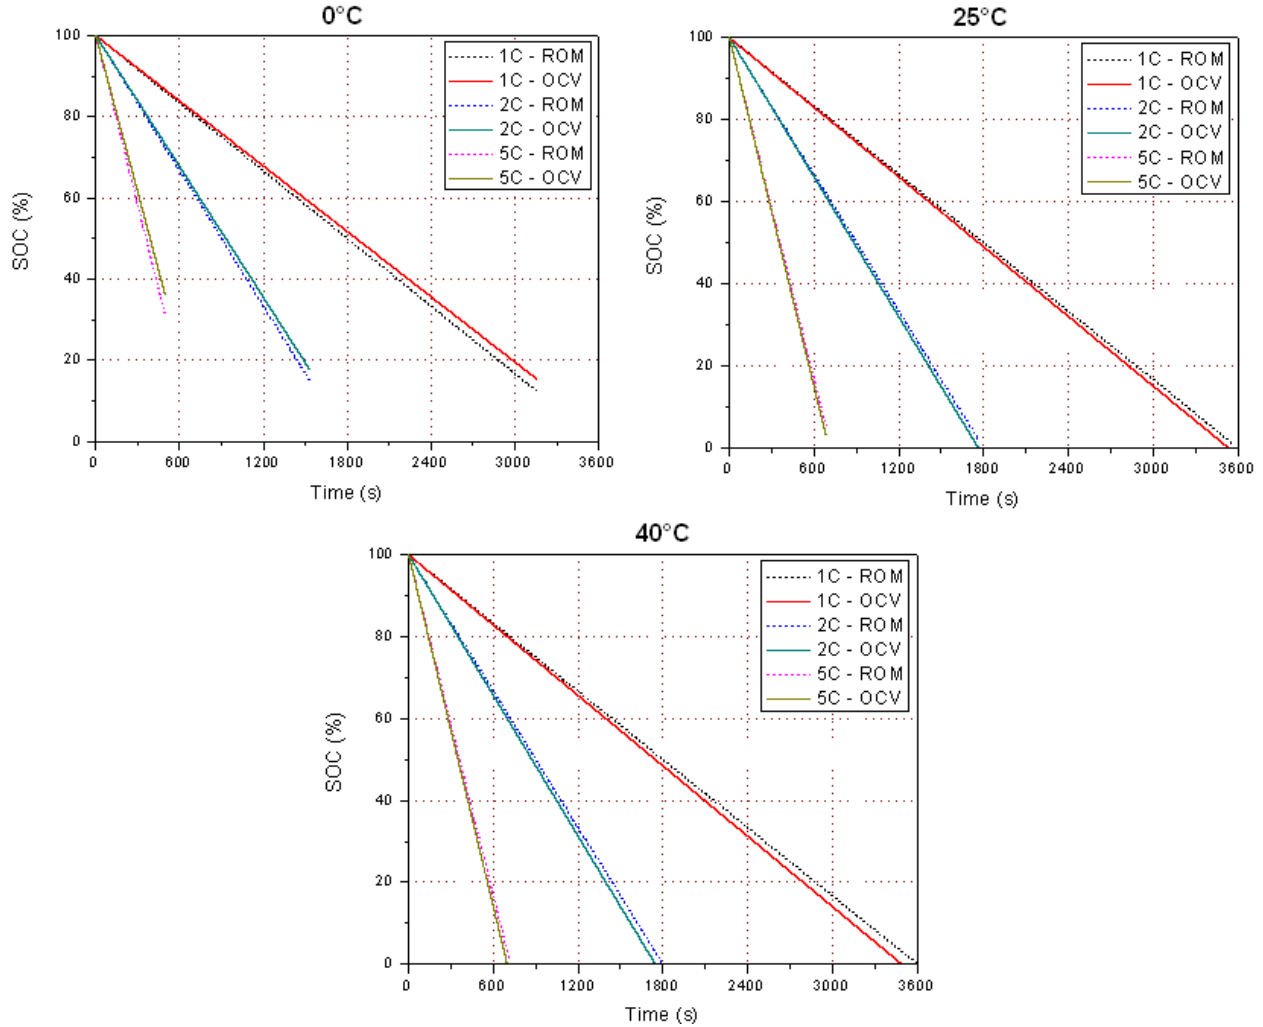 0°C
100
80
60
40
20
0
SOC (%)
1C - ROM
1C - OCV
2C - ROM
2C - OCV
5C - ROM
5C - OCV
0 600 1200 1800 2400 3000 3600
Time (s)
25°C
100
80
60
40
20
0
SOC (%)
1C - ROM
1C - OCV
2C - ROM
2C - OCV
5C - ROM
5C - OCV
0 600 1200 1800 2400 3000 3600
Time (s)
40°C
100
80
60
40
20
0
SOC (%)
1C - ROM
1C - OCV
2C - ROM
2C - OCV
5C - ROM
5C - OCV
0 600 1200 1800 2400 3000 3600
Time (s)